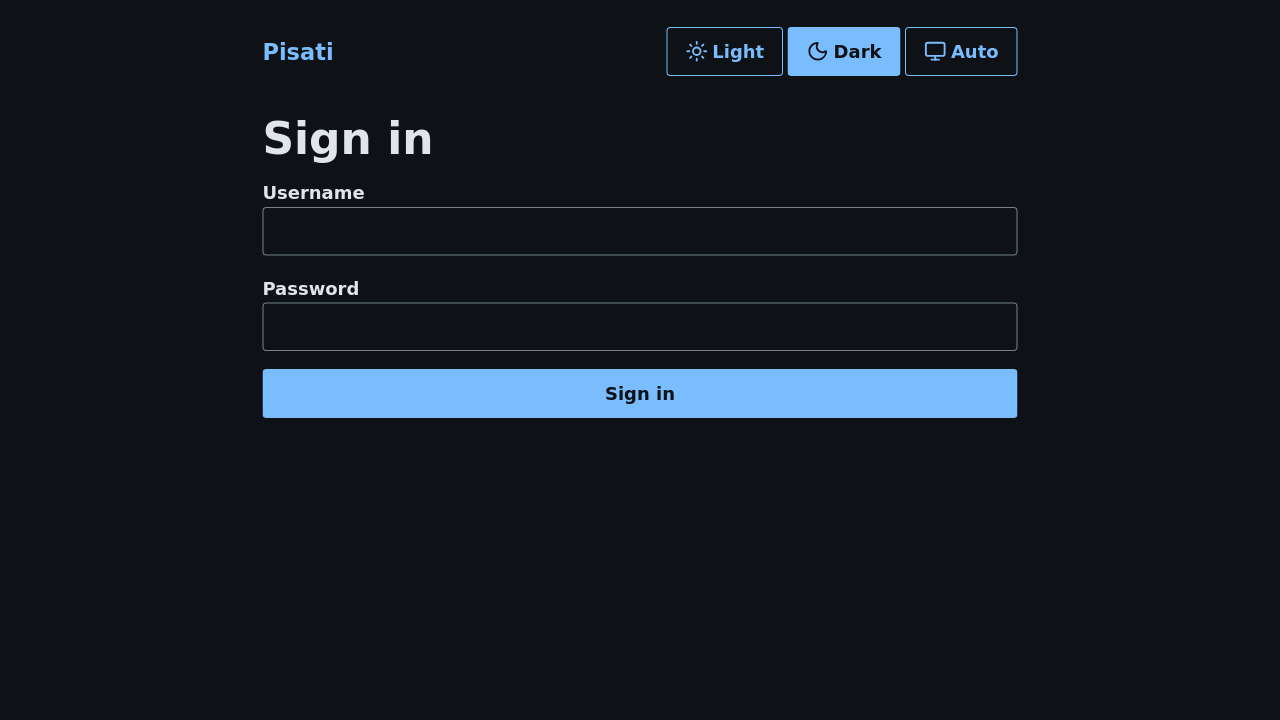 Pisati
Light
Dark
Auto
Sign in
Username
Password
Sign in